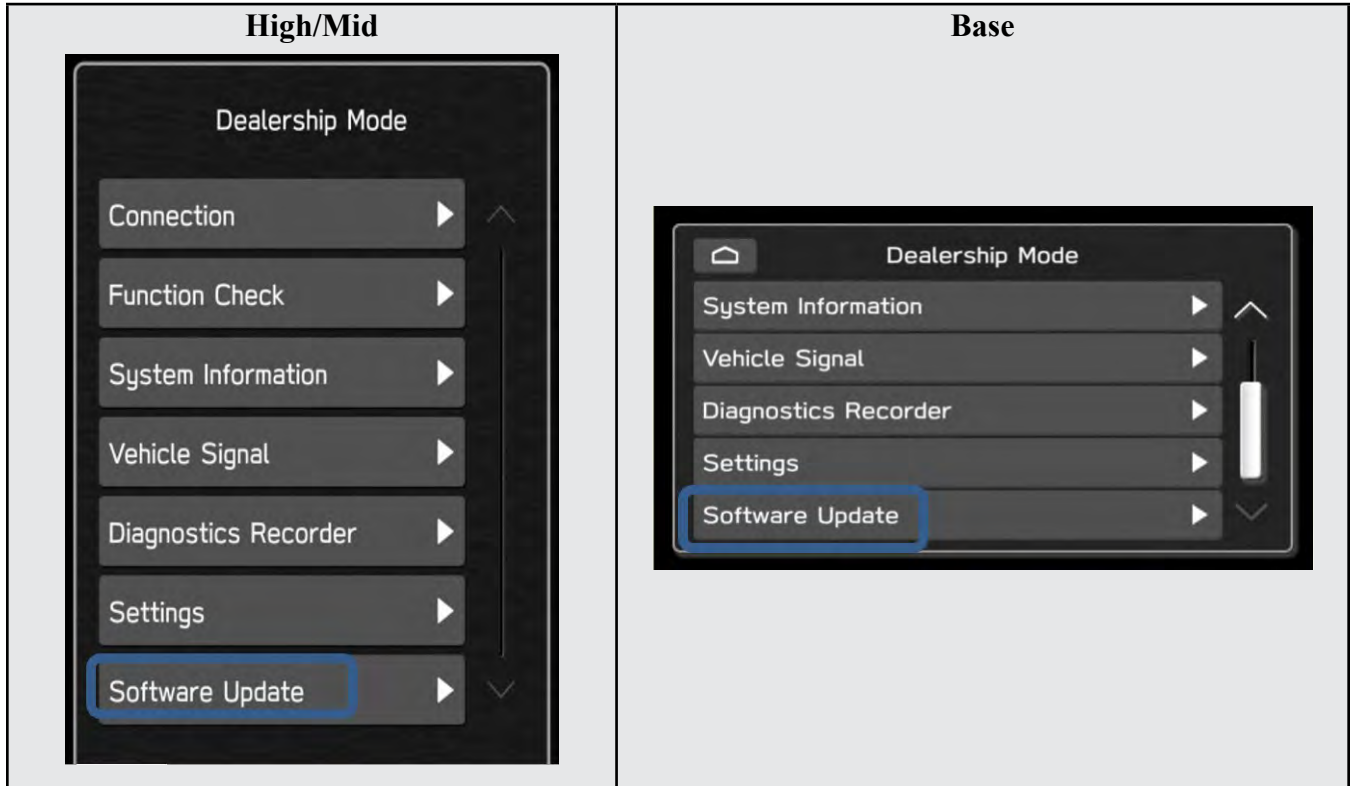 High/Mid
Dealership Mode
Connection
Function Check
System Information
Vehicle Signal
Diagnostics Recorder
Settings
Software Update
Base
Dealership Mode
System Information
Vehicle Signal
Diagnostics Recorder
Settings
Software Update